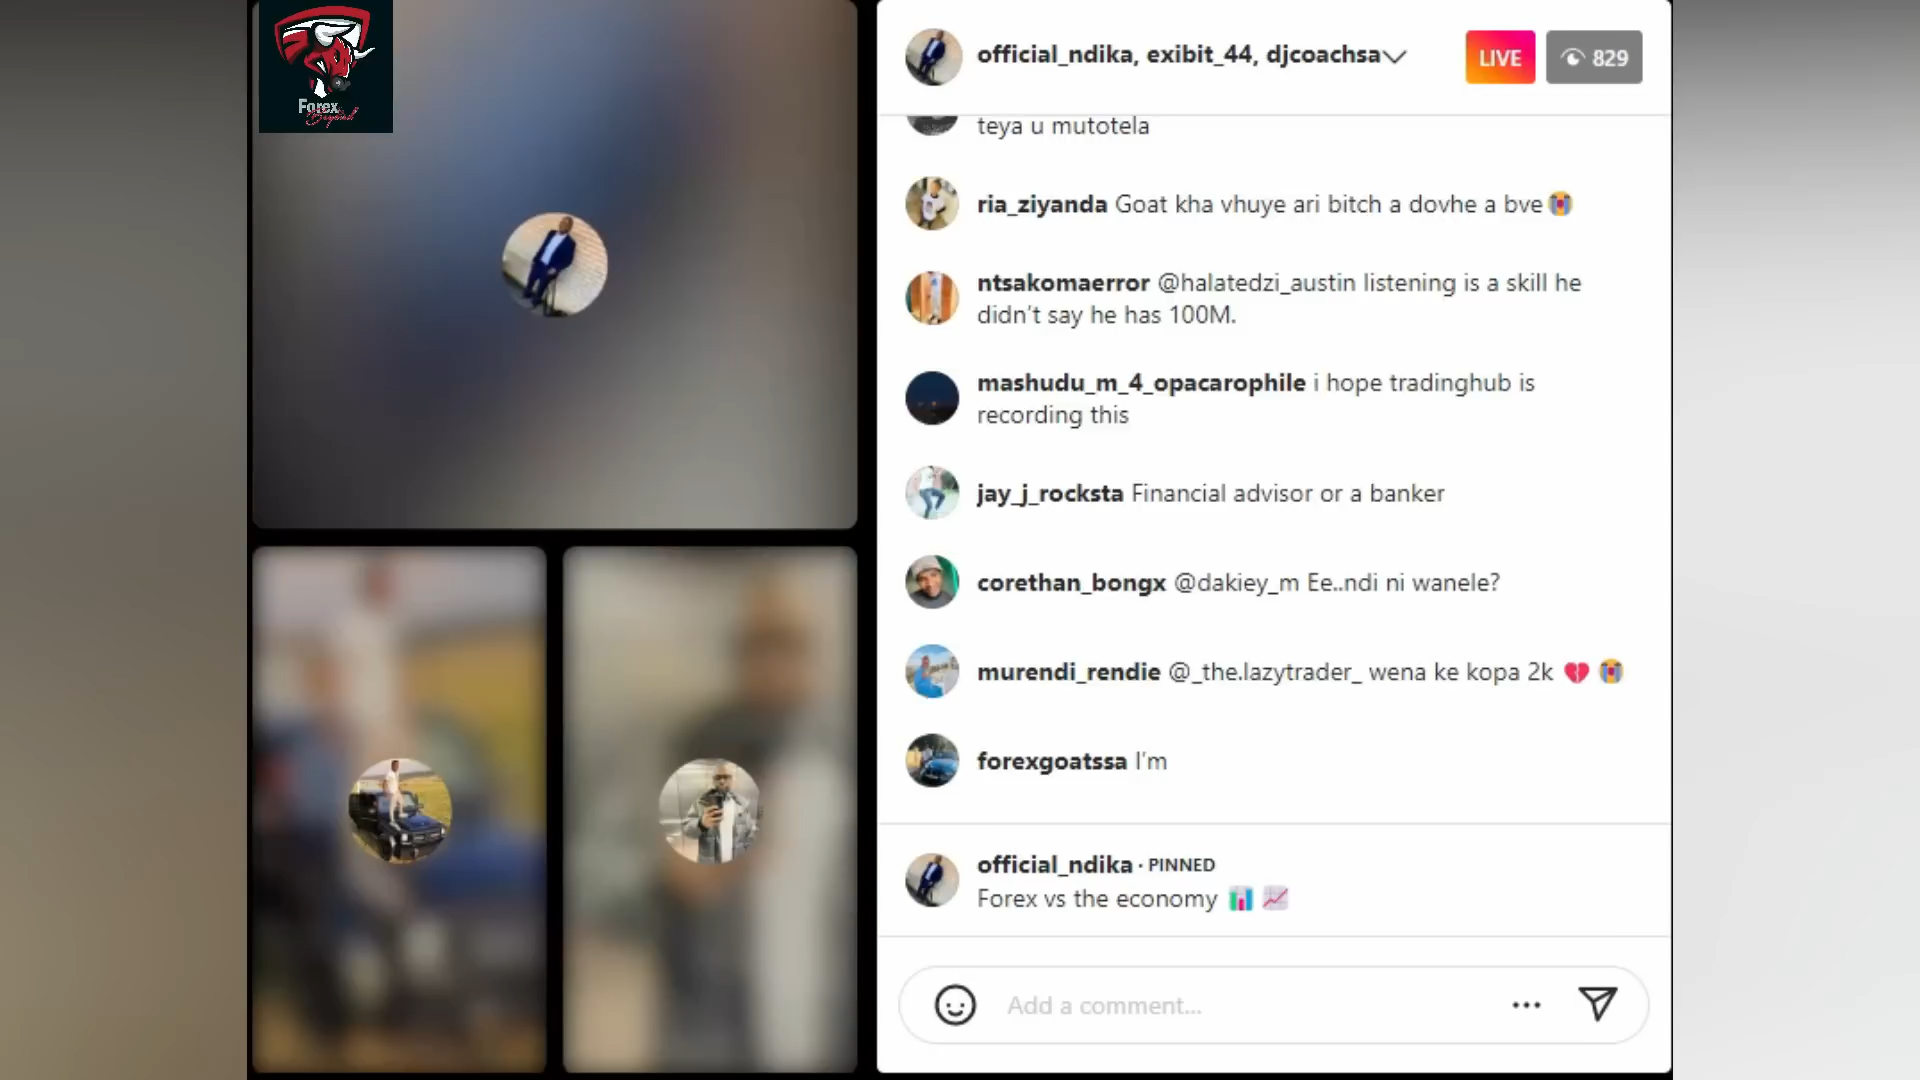 Forex
Beyond
official_ndika, exibit_44, djcoachsa
LIVE
829
teya u mutotela
ria_ziyanda Goat kha vhuye ari bitch a dovhe a bve😭
ntsakomaerror @halatedzi_austin listening is a skill he
didn't say he has 100M.
mashudu_m_4_opacarophile i hope tradinghub is
recording this
jay_j_rocksta Financial advisor or a banker
corethan_bongx @dakiey_m Ee..ndi ni wanele?
murendi_rendie @_the.lazytrader_ wena ke kopa 2k 💔 😭
forexgoatssa I'm
official_ndika · PINNED
Forex vs the economy 📊 📈
Add a comment...